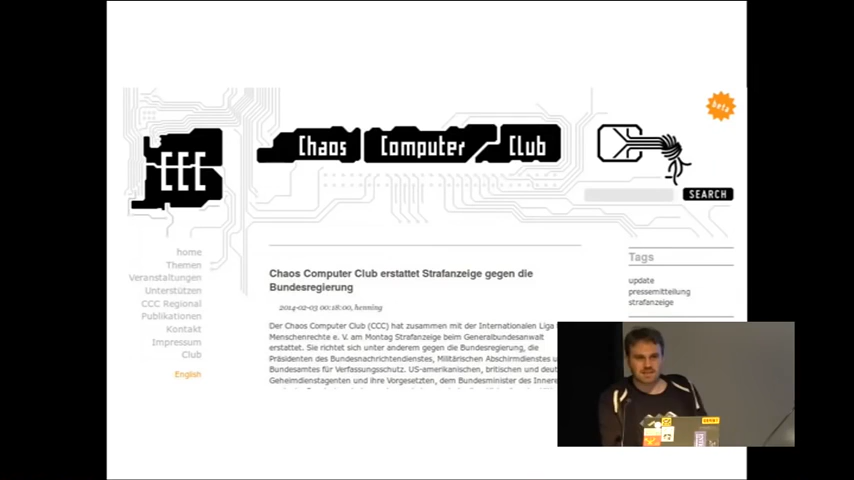 beta
CCC
Chaos Computer Club
SEARCH
home
Themen
Veranstaltungen
Unterstützen
CCC Regional
Publikationen
Kontakt
Impressum
Club
English
Chaos Computer Club erstattet Strafanzeige gegen die
Bundesregierung
2014-02-03 00:18:00, henning
Der Chaos Computer Club (CCC) hat zusammen mit der Internationalen Liga
Menschenrechte e. V. am Montag Strafanzeige beim Generalbundesanwalt
erstattet. Sie richtet sich unter anderem gegen die Bundesregierung, die
Präsidenten des Bundesnachrichtendienstes, Militärischen Abschirmdienstes
Bundesamtes für Verfassungsschutz. US-amerikanischen, britischen und
Geheimdienstagenten und ihre Vorgesetzten, dem Bundesminister des
Tags
update
pressemitteilung
strafanzeige